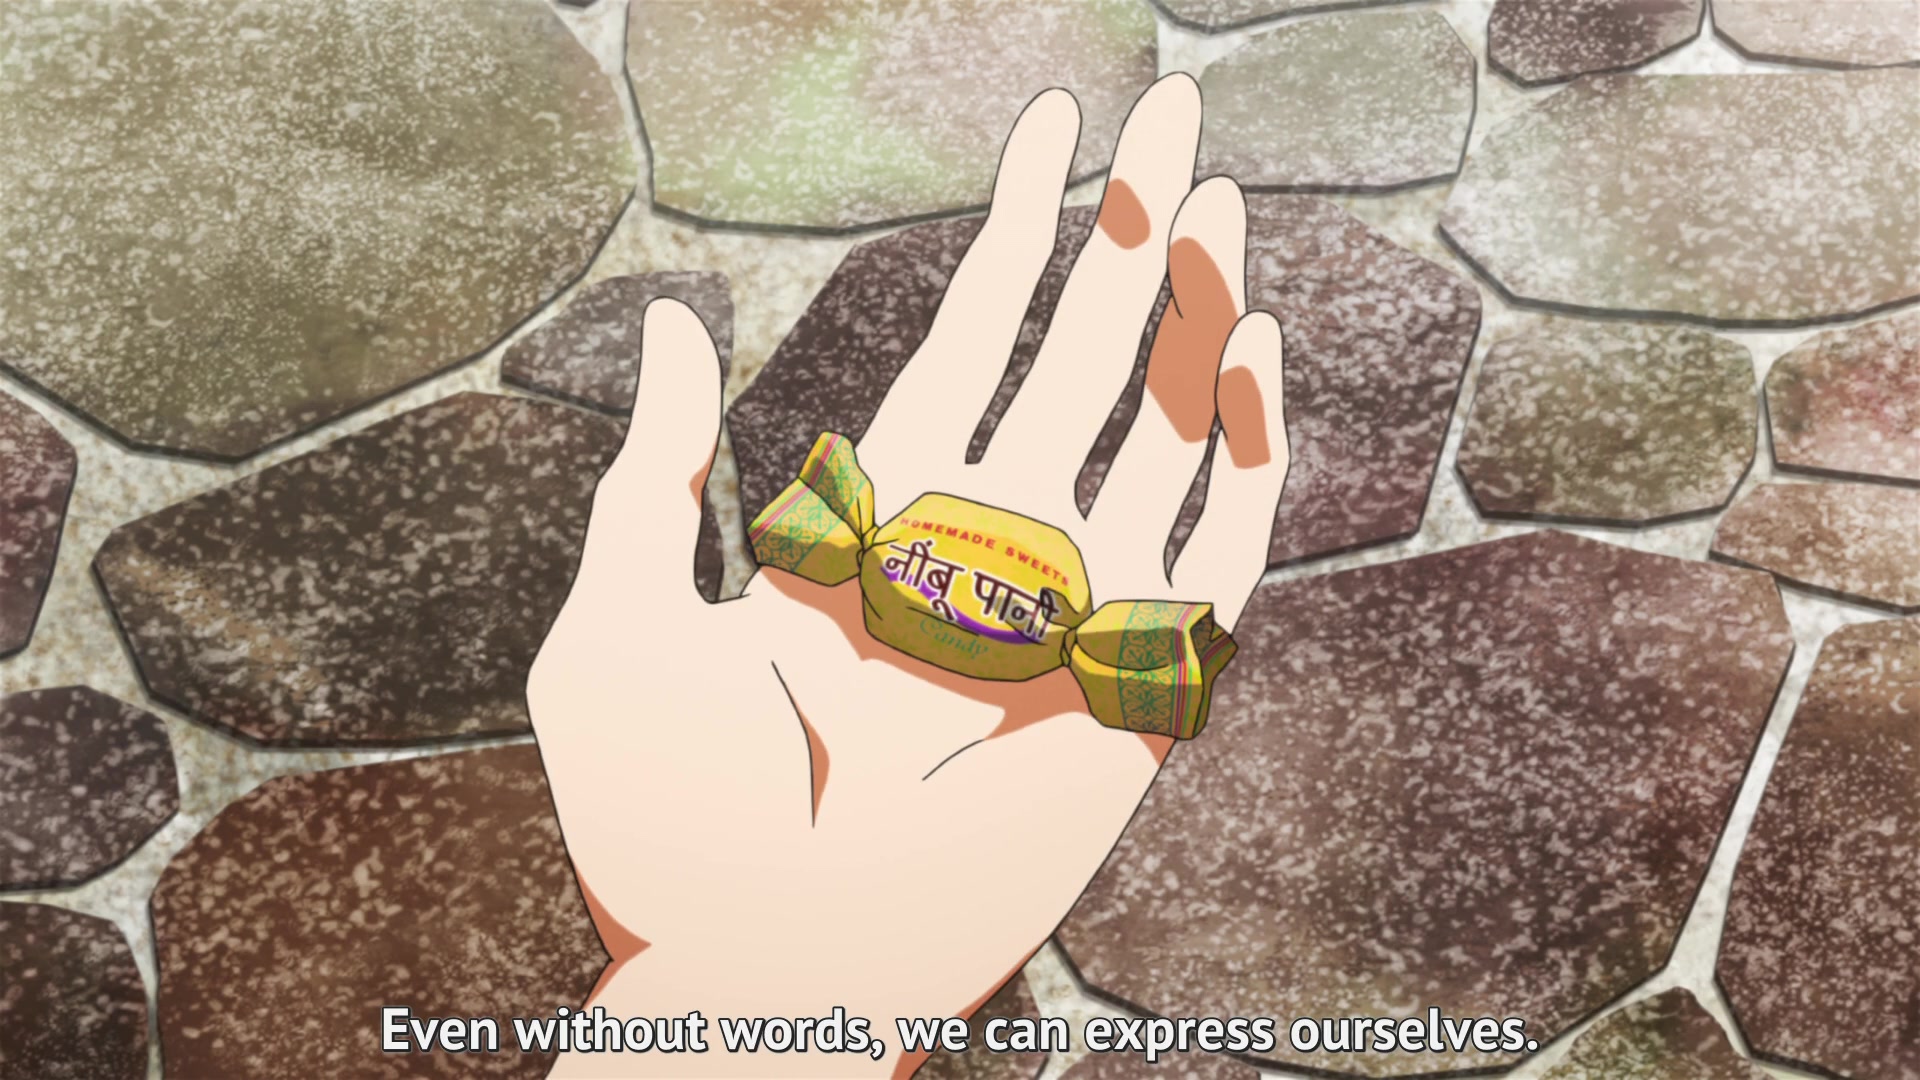 HOMEMADE SWEETS
नींबू पानी
Candy
Even without words, we can express ourselves.